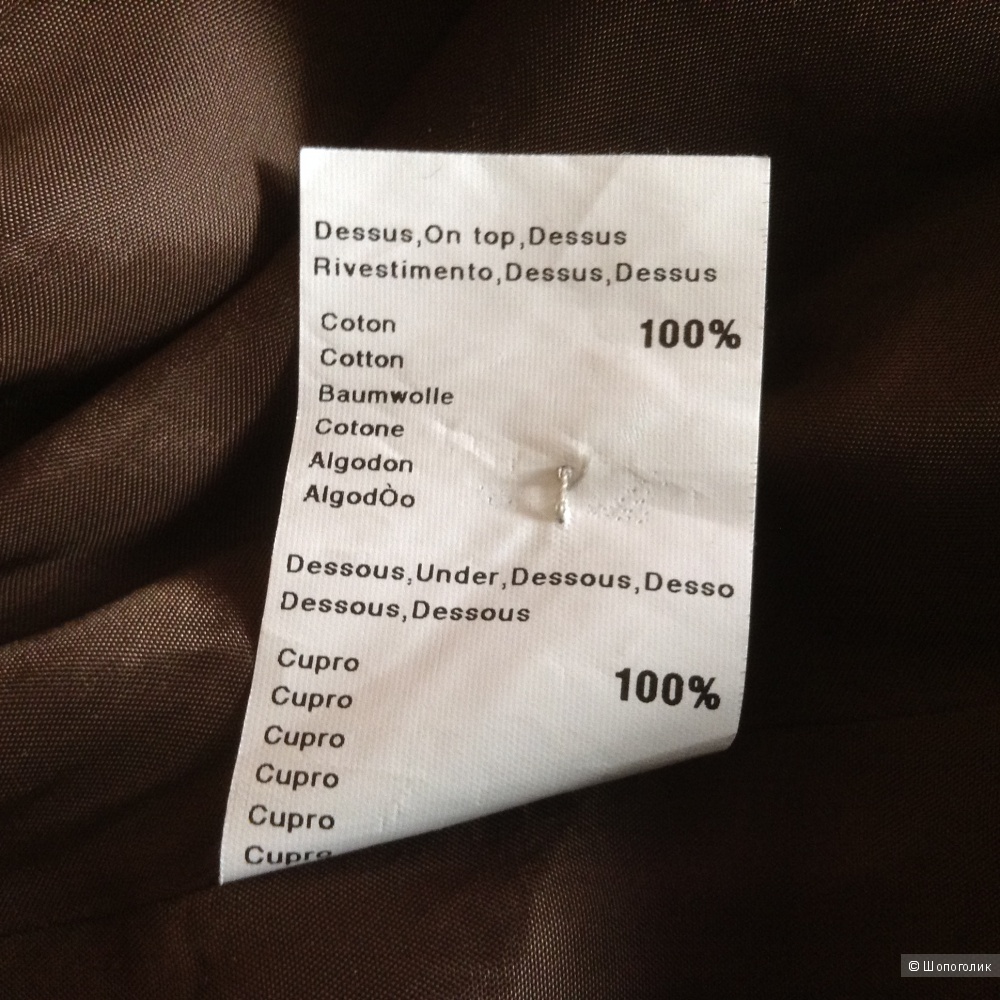 Dessus,On top,Dessus
Rivestimento,Dessus,Dessus
Coton 100%
Cotton
Baumwolle
Cotone
Algodon
AlgodÒo
Dessous,Under,Dessous,Desso
Dessous,Dessous
Cupro 100%
Cupro
Cupro
Cupro
Cupro
Cupro
© Шопоголик